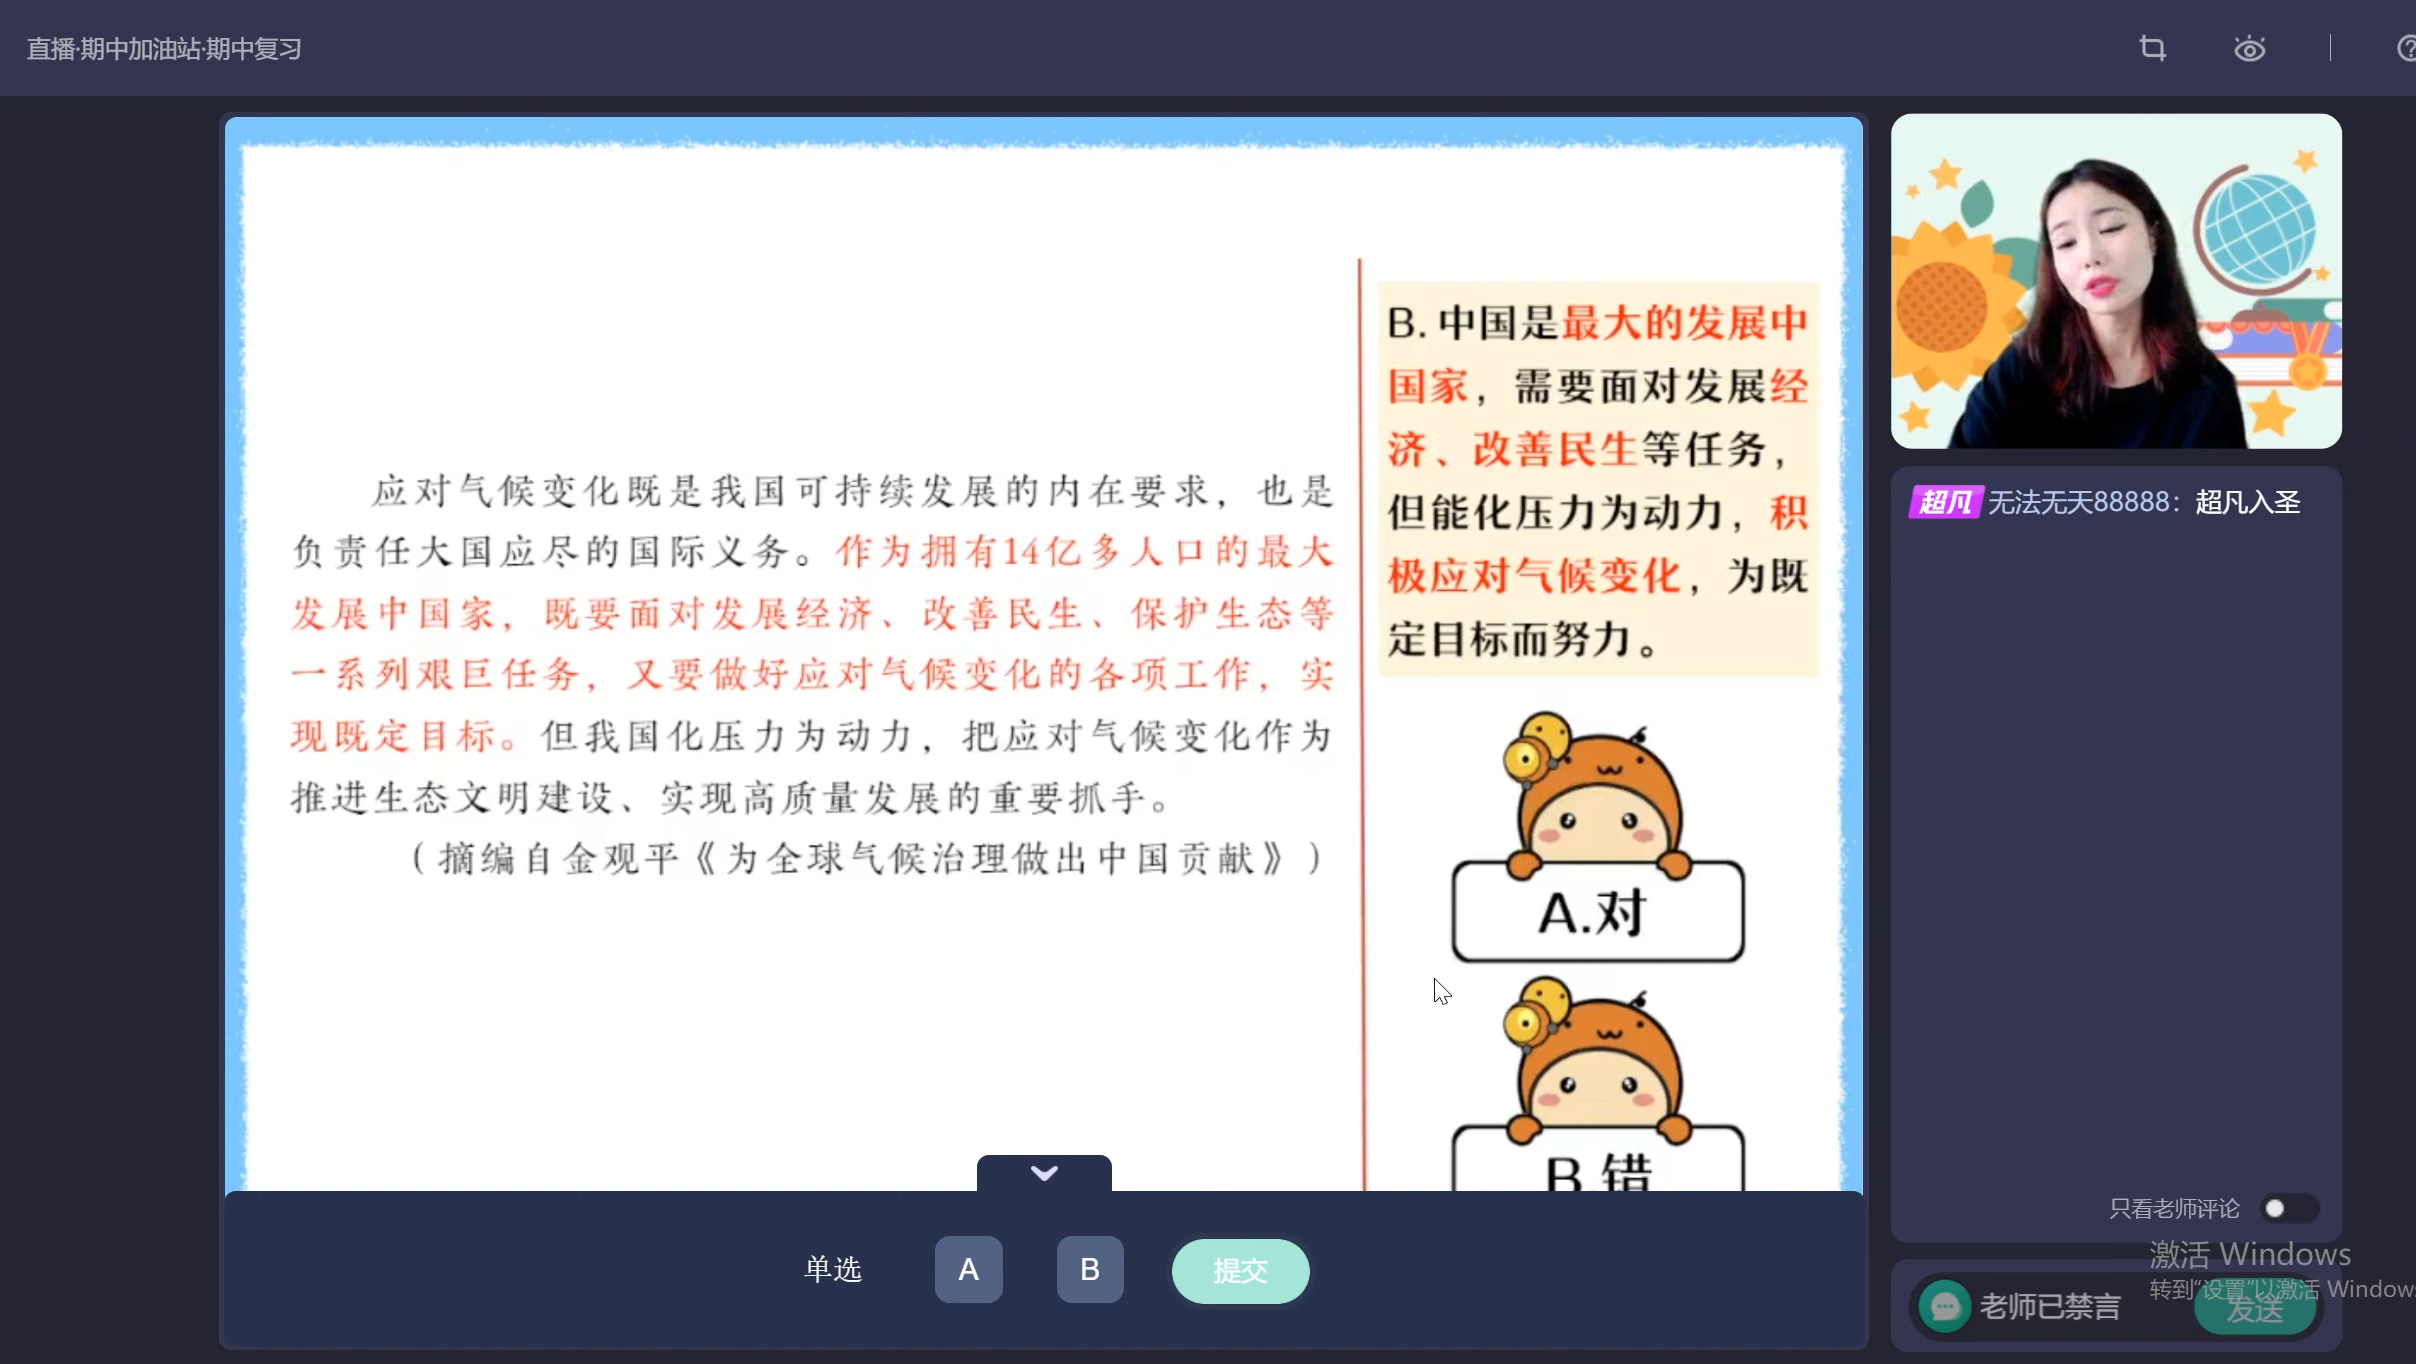 直播·期中加油站·期中复习
应对气候变化既是我国可持续发展的内在要求，也是
负责任大国应尽的国际义务。作为拥有14亿多人口的最大
发展中国家，既要面对发展经济、改善民生、保护生态等
一系列艰巨任务，又要做好应对气候变化的各项工作，实
现既定目标。但我国化压力为动力，把应对气候变化作为
推进生态文明建设、实现高质量发展的重要抓手。
（摘编自金观平《为全球气候治理做出中国贡献》）
B. 中国是最大的发展中
国家，需要面对发展经
济、改善民生等任务，
但能化压力为动力，积
极应对气候变化，为既
定目标而努力。
A.对
B.错
单选
A
B
提交
超凡 无法无天88888：超凡入圣
只看老师评论
激活 Windows
转到“设置”以激活 Windows
老师已禁言
发送